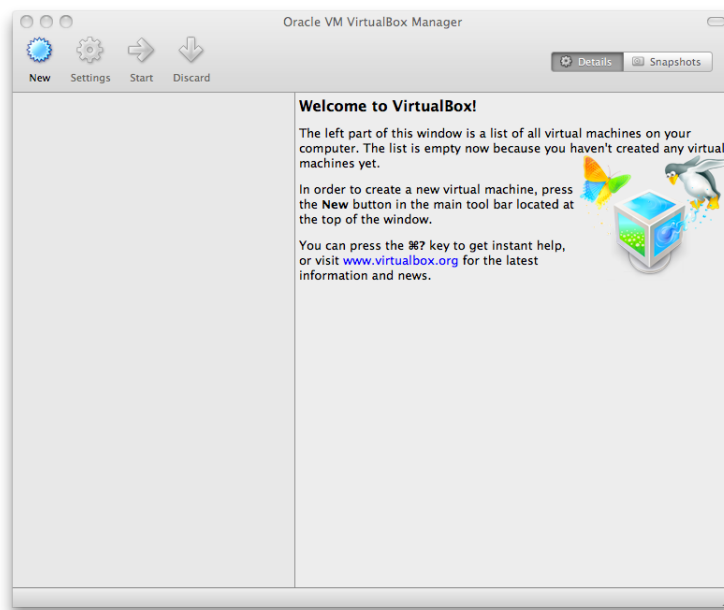 Oracle VM VirtualBox Manager
New Settings Start Discard
Details Snapshots
Welcome to VirtualBox!
The left part of this window is a list of all virtual machines on your
computer. The list is empty now because you haven't created any virtual
machines yet.
In order to create a new virtual machine, press
the New button in the main tool bar located at
the top of the window.
You can press the ⌘? key to get instant help,
or visit www.virtualbox.org for the latest
information and news.